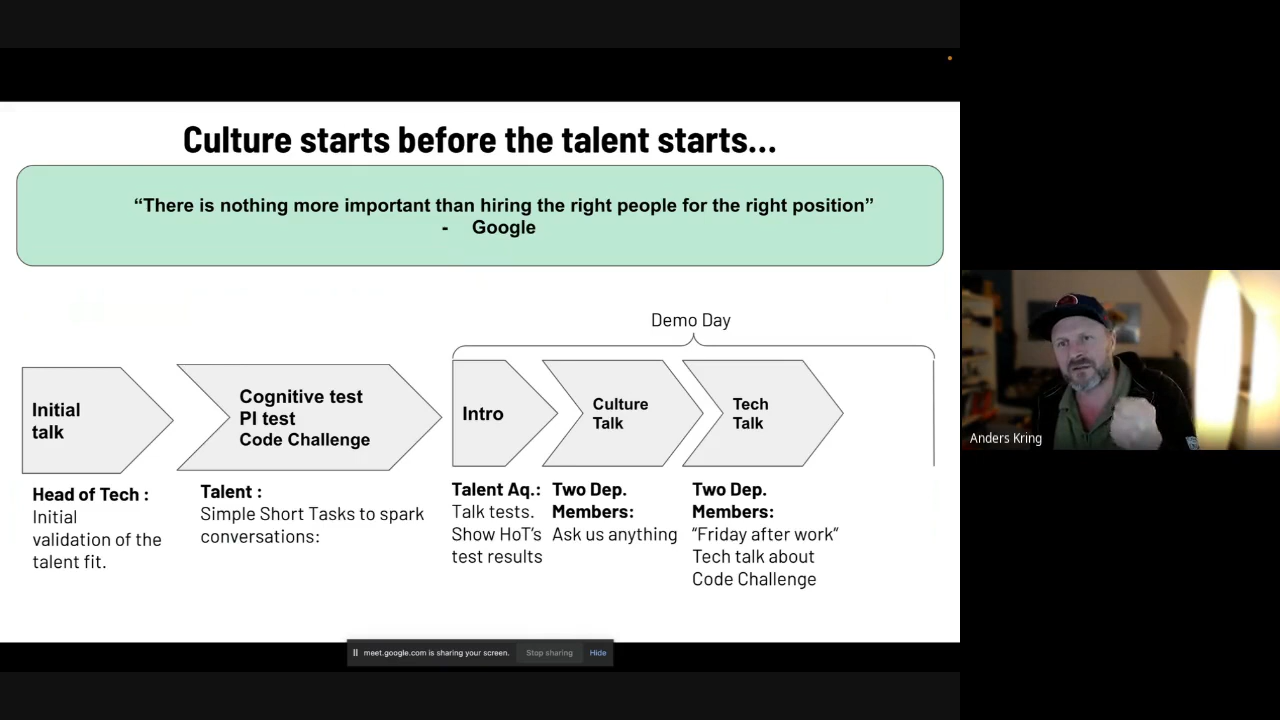 Culture starts before the talent starts...
“There is nothing more important than hiring the right people for the right position”
- Google
Demo Day
Initial
talk
Cognitive test
PI test
Code Challenge
Intro
Culture
Talk
Tech
Talk
Head of Tech :
Initial
validation of the
talent fit.
Talent :
Simple Short Tasks to spark
conversations:
Talent Aq.:
Talk tests.
Show HoT’s
test results
Two Dep.
Members:
Ask us anything
Two Dep.
Members:
“Friday after work”
Tech talk about
Code Challenge
Anders Kring
meet.google.com is sharing your screen.
Stop sharing
Hide